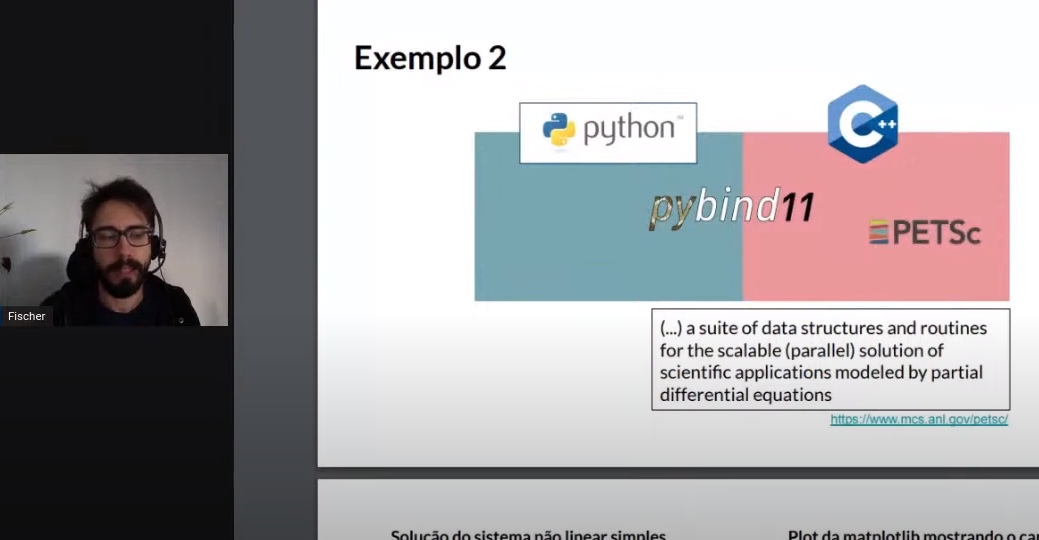 Exemplo 2
python™
C++
pybind11
PETSc
Fischer
(...) a suite of data structures and routines
for the scalable (parallel) solution of
scientific applications modeled by partial
differential equations
https://www.mcs.anl.gov/petsc/
Solução do sistema não linear simples
Plot da matplotlib mostrando o